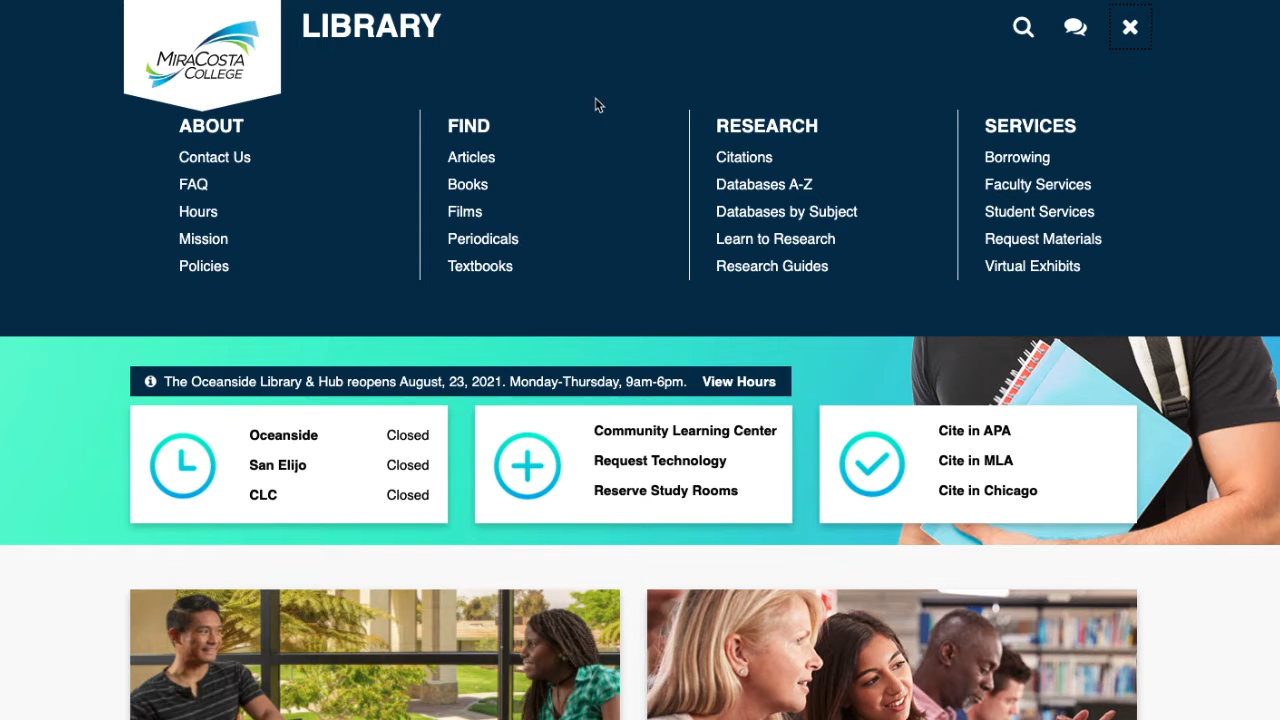 MIRACOSTA
COLLEGE
LIBRARY
ABOUT
Contact Us
FAQ
Hours
Mission
Policies
FIND
Articles
Books
Films
Periodicals
Textbooks
RESEARCH
Citations
Databases A-Z
Databases by Subject
Learn to Research
Research Guides
SERVICES
Borrowing
Faculty Services
Student Services
Request Materials
Virtual Exhibits
The Oceanside Library & Hub reopens August, 23, 2021. Monday-Thursday, 9am-6pm. View Hours
Oceanside Closed
San Elijo Closed
CLC Closed
Community Learning Center
Request Technology
Reserve Study Rooms
Cite in APA
Cite in MLA
Cite in Chicago